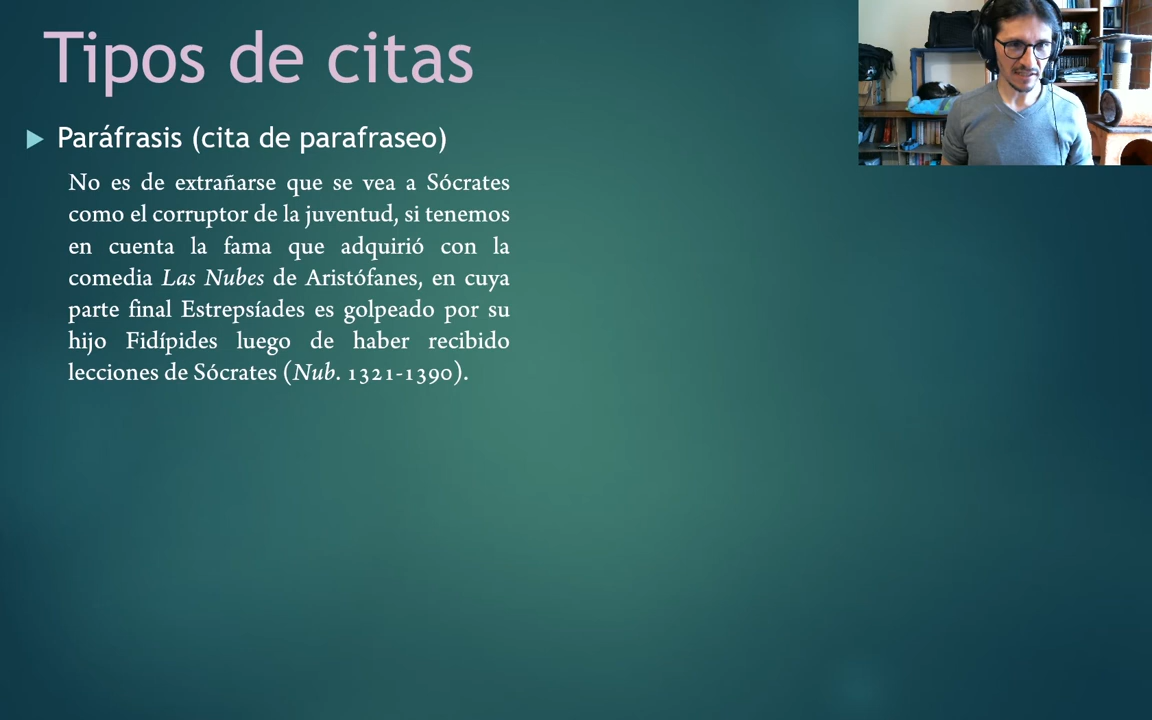 Tipos de citas
Paráfrasis (cita de parafraseo)
No es de extrañarse que se vea a Sócrates
como el corruptor de la juventud, si tenemos
en cuenta la fama que adquirió con la
comedia Las Nubes de Aristófanes, en cuya
parte final Estrepsíades es golpeado por su
hijo Fidípides luego de haber recibido
lecciones de Sócrates (Nub. 1321-1390).